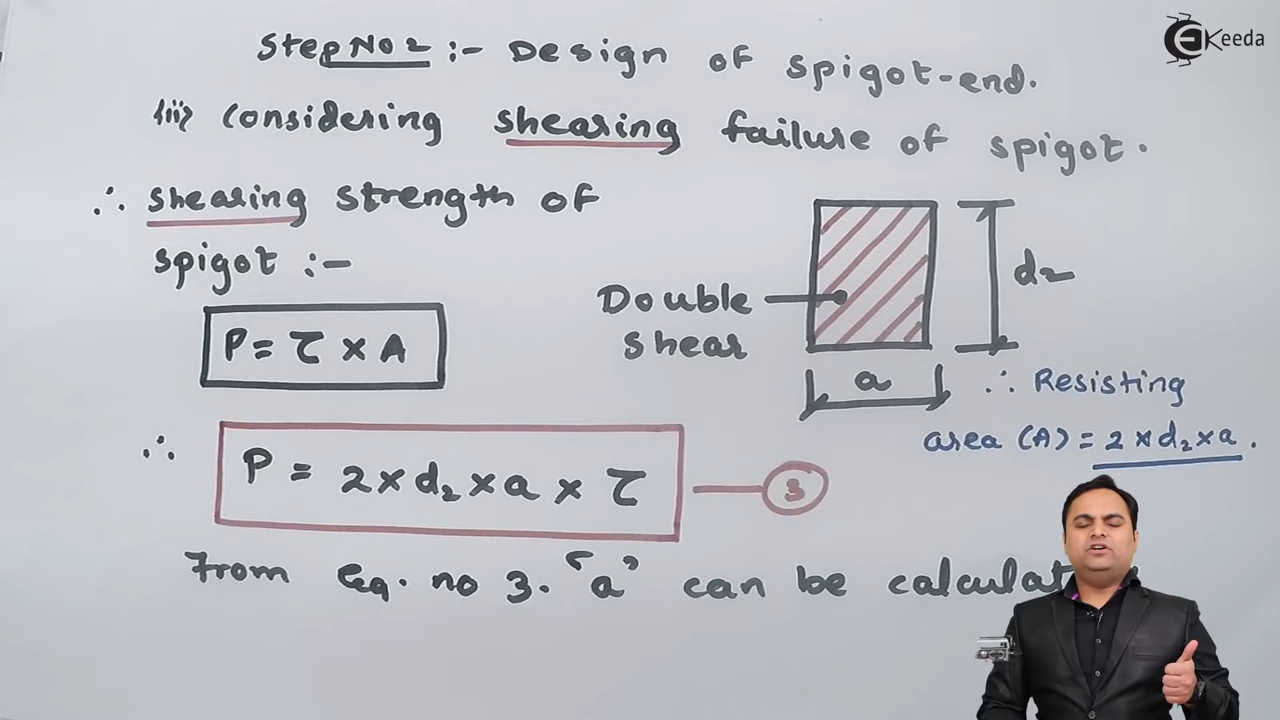 Step No 2 :- Design of spigot-end.
(iii) Considering shearing failure of spigot.
∴ shearing strength of
spigot :-
P = τ × A
Double
shear
d₂
a
∴ Resisting
area (A) = 2 × d₂ × a .
∴ P = 2 × d₂ × a × τ — 3
From Eq. no 3. "a" can be
EKeeda